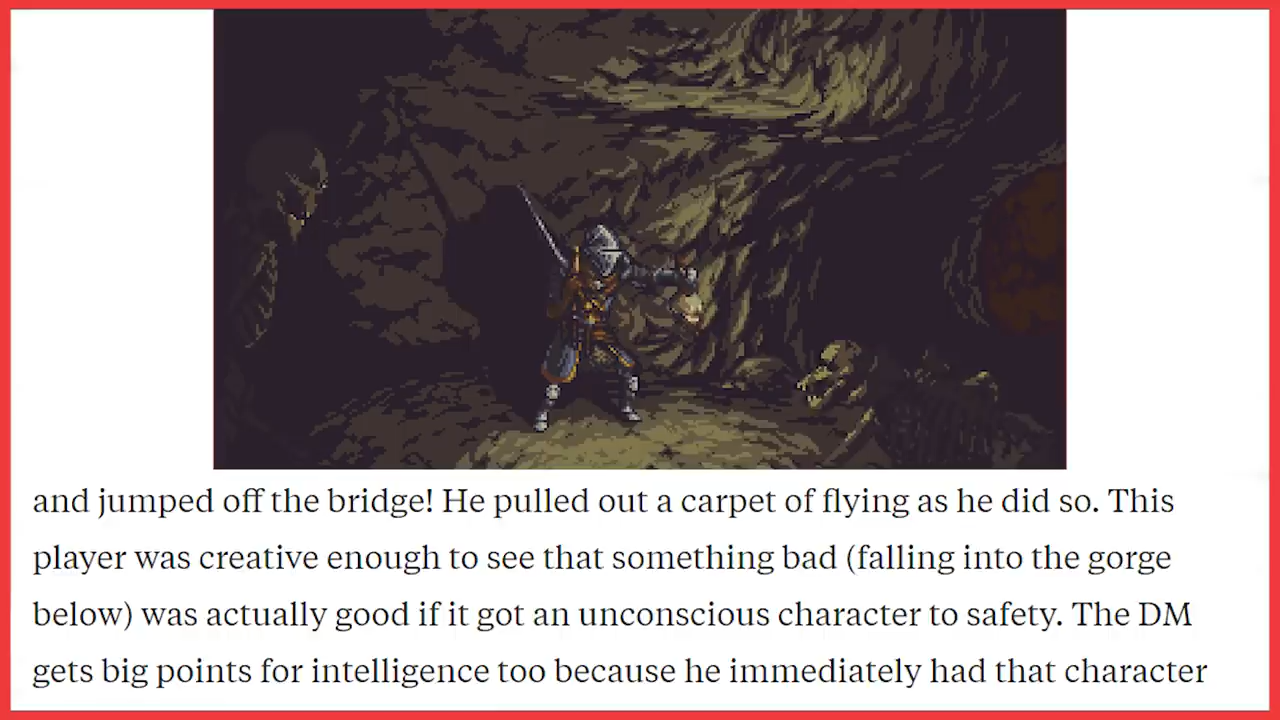 and jumped off the bridge! He pulled out a carpet of flying as he did so. This
player was creative enough to see that something bad (falling into the gorge
below) was actually good if it got an unconscious character to safety. The DM
gets big points for intelligence too because he immediately had that character